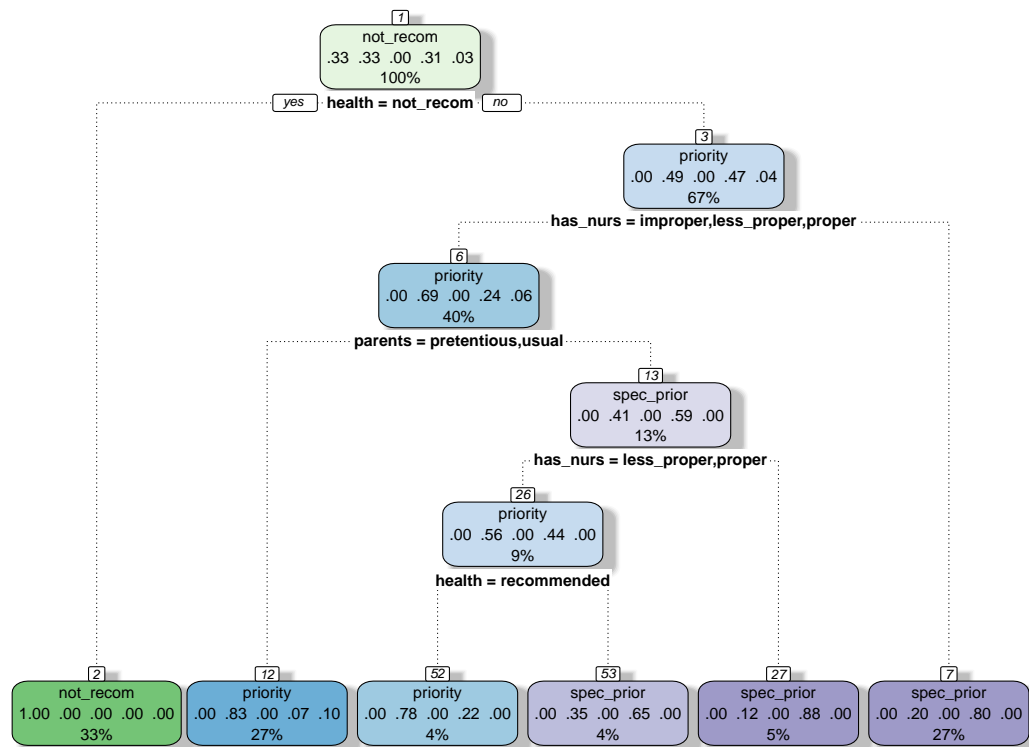 1
not_recom
.33 .33 .00 .31 .03
100%
yes health = not_recom no
3
priority
.00 .49 .00 .47 .04
67%
has_nurs = improper,less_proper,proper
6
priority
.00 .69 .00 .24 .06
40%
parents = pretentious,usual
13
spec_prior
.00 .41 .00 .59 .00
13%
has_nurs = less_proper,proper
26
priority
.00 .56 .00 .44 .00
9%
health = recommended
2
not_recom
1.00 .00 .00 .00 .00
33%
12
priority
.00 .83 .00 .07 .10
27%
52
priority
.00 .78 .00 .22 .00
4%
53
spec_prior
.00 .35 .00 .65 .00
4%
27
spec_prior
.00 .12 .00 .88 .00
5%
7
spec_prior
.00 .20 .00 .80 .00
27%